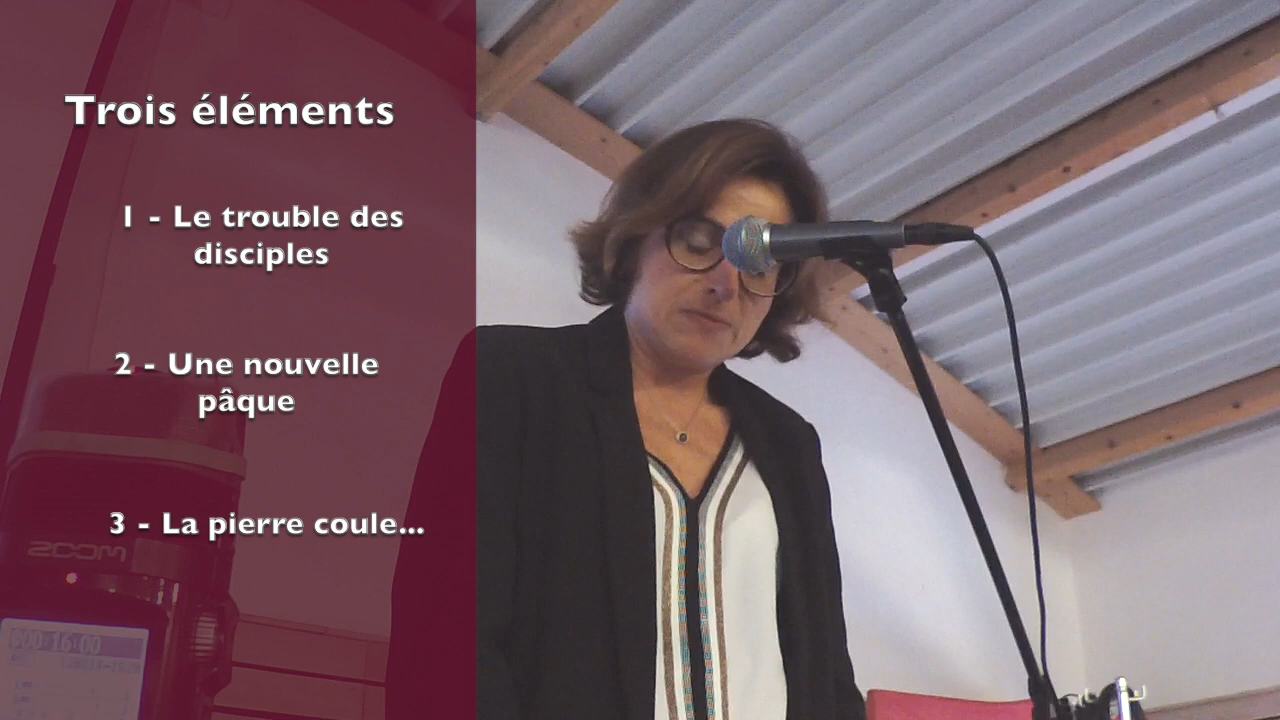 Trois éléments
1 - Le trouble des
disciples
2 - Une nouvelle
pâque
3 - La pierre coule...
ZOOM